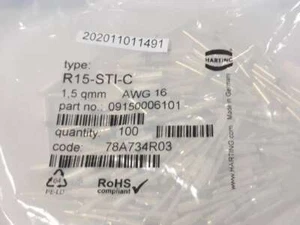 202011011491
type:
R15-STI-C
1,5 qmm AWG 16
part no.: 09150006101
quantity 100
code: 78A734R03
HARTING
Made in Germany
www.HARTING.com
04
PE-LD
RoHS
compliant